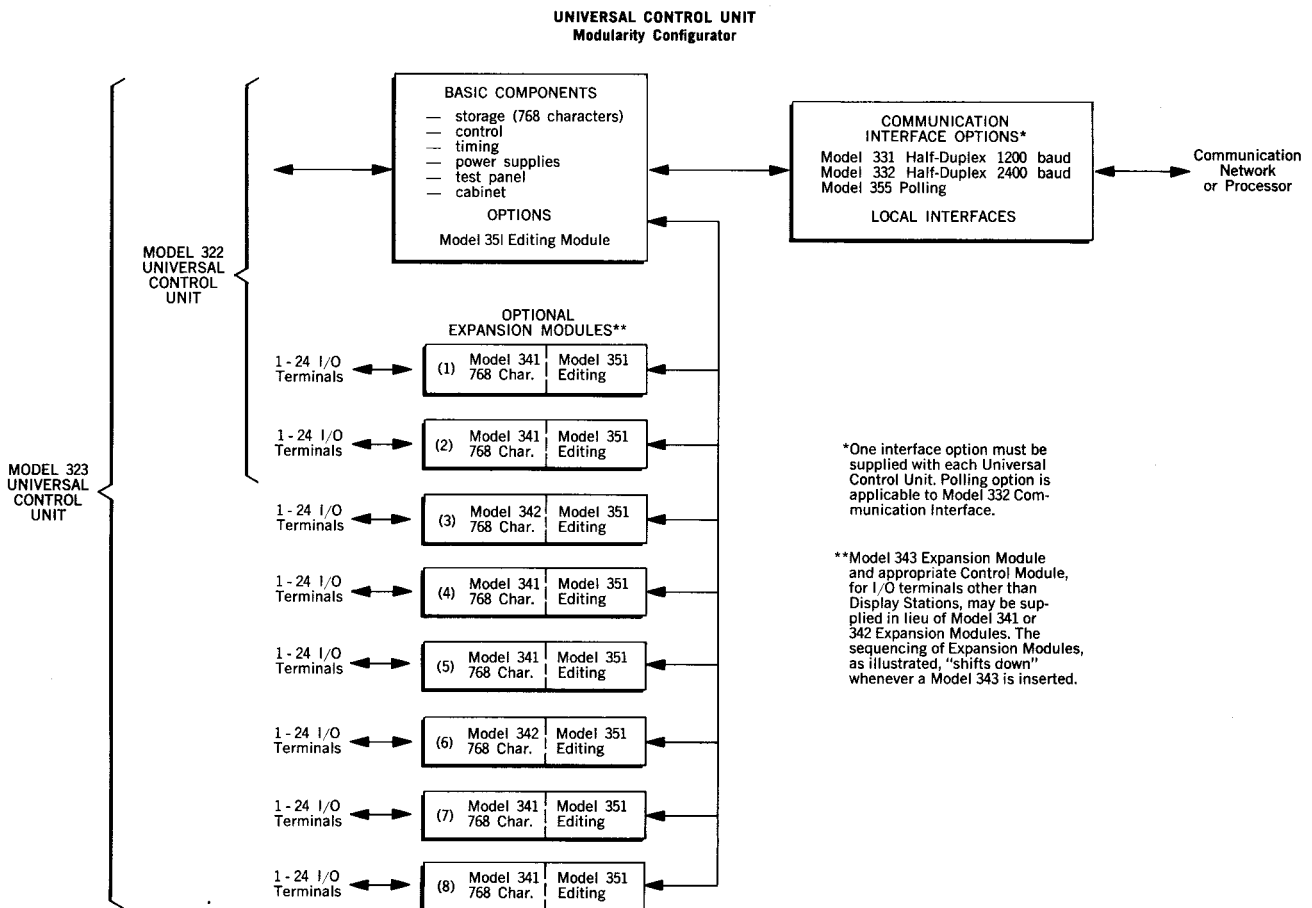 UNIVERSAL CONTROL UNIT
Modularity Configurator
BASIC COMPONENTS
— storage (768 characters)
— control
— timing
— power supplies
— test panel
— cabinet
OPTIONS
Model 351 Editing Module
COMMUNICATION
INTERFACE OPTIONS*
Model 331 Half-Duplex 1200 baud
Model 332 Half-Duplex 2400 baud
Model 355 Polling
LOCAL INTERFACES
Communication
Network
or Processor
MODEL 322
UNIVERSAL
CONTROL
UNIT
MODEL 323
UNIVERSAL
CONTROL
UNIT
OPTIONAL
EXPANSION MODULES**
1 - 24 I/O
Terminals
(1) Model 341 Model 351
768 Char. Editing
1 - 24 I/O
Terminals
(2) Model 341 Model 351
768 Char. Editing
1 - 24 I/O
Terminals
(3) Model 342 Model 351
768 Char. Editing
1 - 24 I/O
Terminals
(4) Model 341 Model 351
768 Char. Editing
1 - 24 I/O
Terminals
(5) Model 341 Model 351
768 Char. Editing
1 - 24 I/O
Terminals
(6) Model 342 Model 351
768 Char. Editing
1 - 24 I/O
Terminals
(7) Model 341 Model 351
768 Char. Editing
1 - 24 I/O
Terminals
(8) Model 341 Model 351
768 Char. Editing
*One interface option must be
supplied with each Universal
Control Unit. Polling option is
applicable to Model 332 Com-
munication Interface.
**Model 343 Expansion Module
and appropriate Control Module,
for I/O terminals other than
Display Stations, may be sup-
plied in lieu of Model 341 or
342 Expansion Modules. The
sequencing of Expansion Modules,
as illustrated, "shifts down"
whenever a Model 343 is inserted.